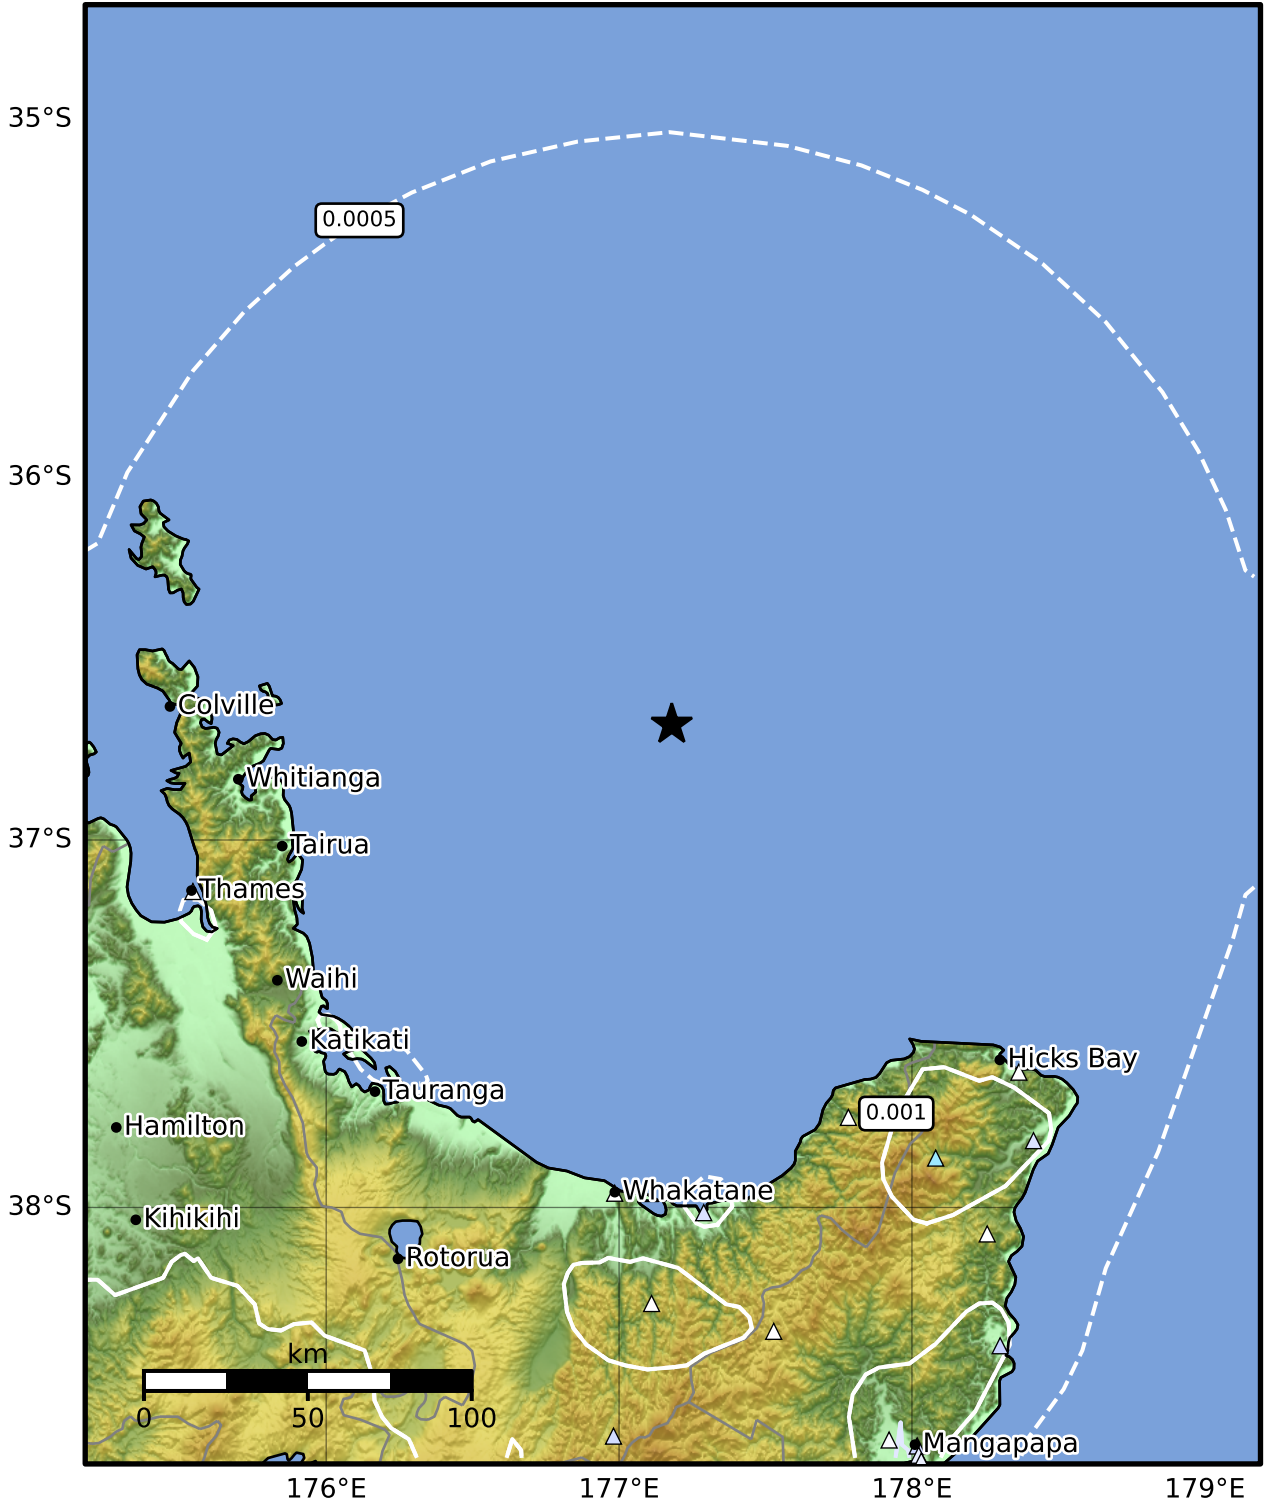 35°S
0.0005
36°S
Colville
Whitianga
37°S
Tairua
Thames
Waihi
Katikati
Hicks Bay
Tauranga
0.001
Hamilton
Whakatane
38°S
Kihikihi
Rotorua
km
0 50 100
Mangapapa
176°E 177°E 178°E 179°E